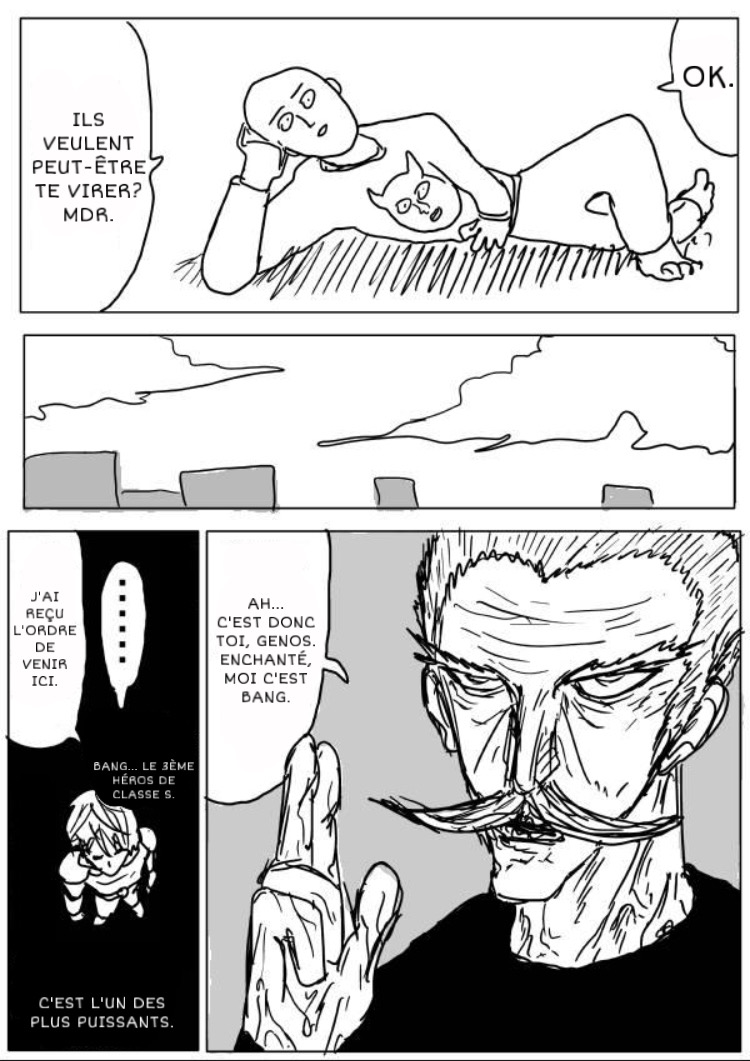 OK.
ILS
VEULENT
PEUT-ÊTRE
TE VIRER?
MDR.
AH...
C'EST DONC
TOI, GENOS.
ENCHANTÉ,
MOI C'EST
BANG.
......
J'AI
REÇU
L'ORDRE
DE
VENIR
ICI.
BANG... LE 3ÈME
HÉROS DE
CLASSE S.
C'EST L'UN DES
PLUS PUISSANTS.